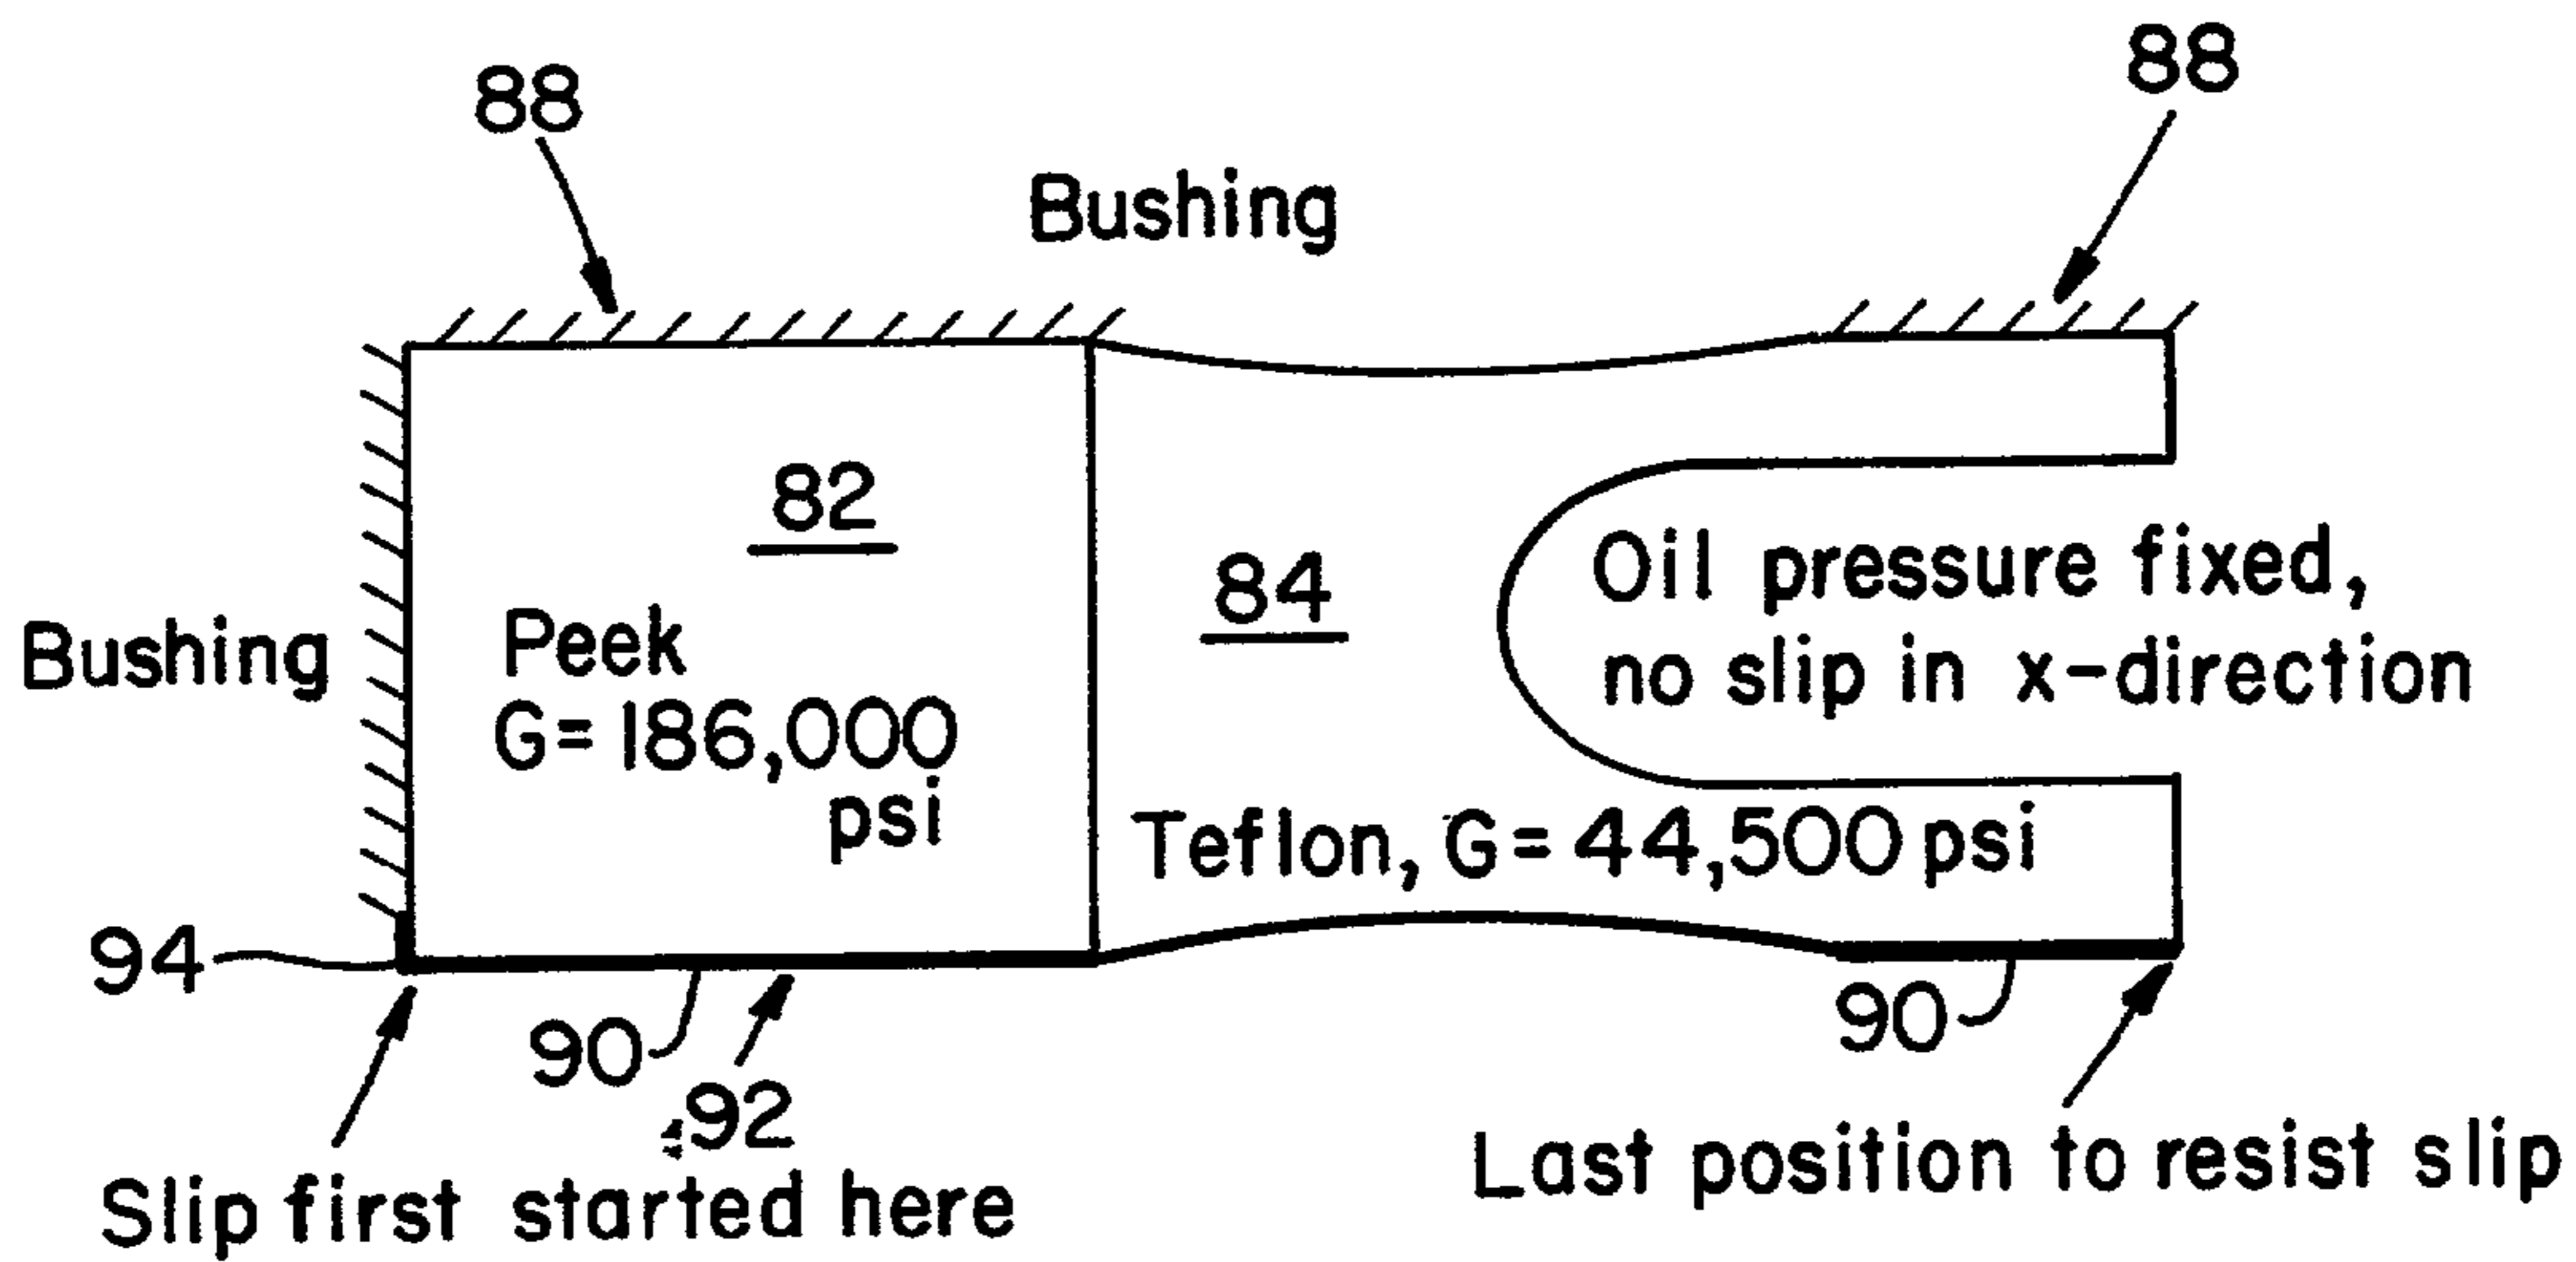 88
88
Bushing
82
Peek
G= 186,000
psi
Bushing
84
Oil pressure fixed,
no slip in x-direction
Teflon, G= 44,500 psi
94
90
92
90
Slip first started here
Last position to resist slip